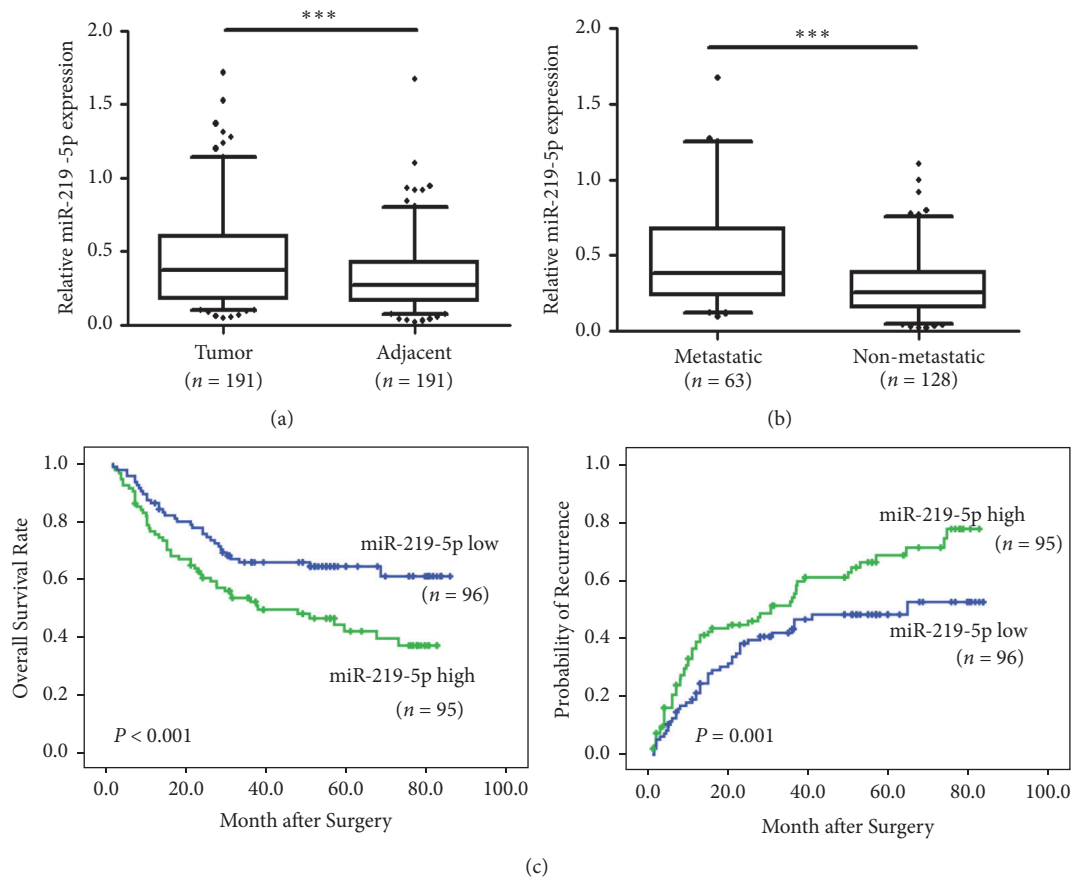 ***
2.0
1.5
1.0
0.5
0.0
Relative miR-219 -5p expression
Tumor
(n = 191)
Adjacent
(n = 191)
(a)
***
2.0
1.5
1.0
0.5
0.0
Relative miR-219-5p expression
Metastatic
(n = 63)
Non-metastatic
(n = 128)
(b)
1.0
0.8
0.6
0.4
0.2
0.0
Overall Survival Rate
miR-219-5p low
(n = 96)
miR-219-5p high
(n = 95)
P < 0.001
0.0 20.0 40.0 60.0 80.0 100.0
Month after Surgery
1.0
0.8
0.6
0.4
0.2
0.0
Probability of Recurrence
miR-219-5p high
(n = 95)
miR-219-5p low
(n = 96)
P = 0.001
0.0 20.0 40.0 60.0 80.0 100.0
Month after Surgery
(c)